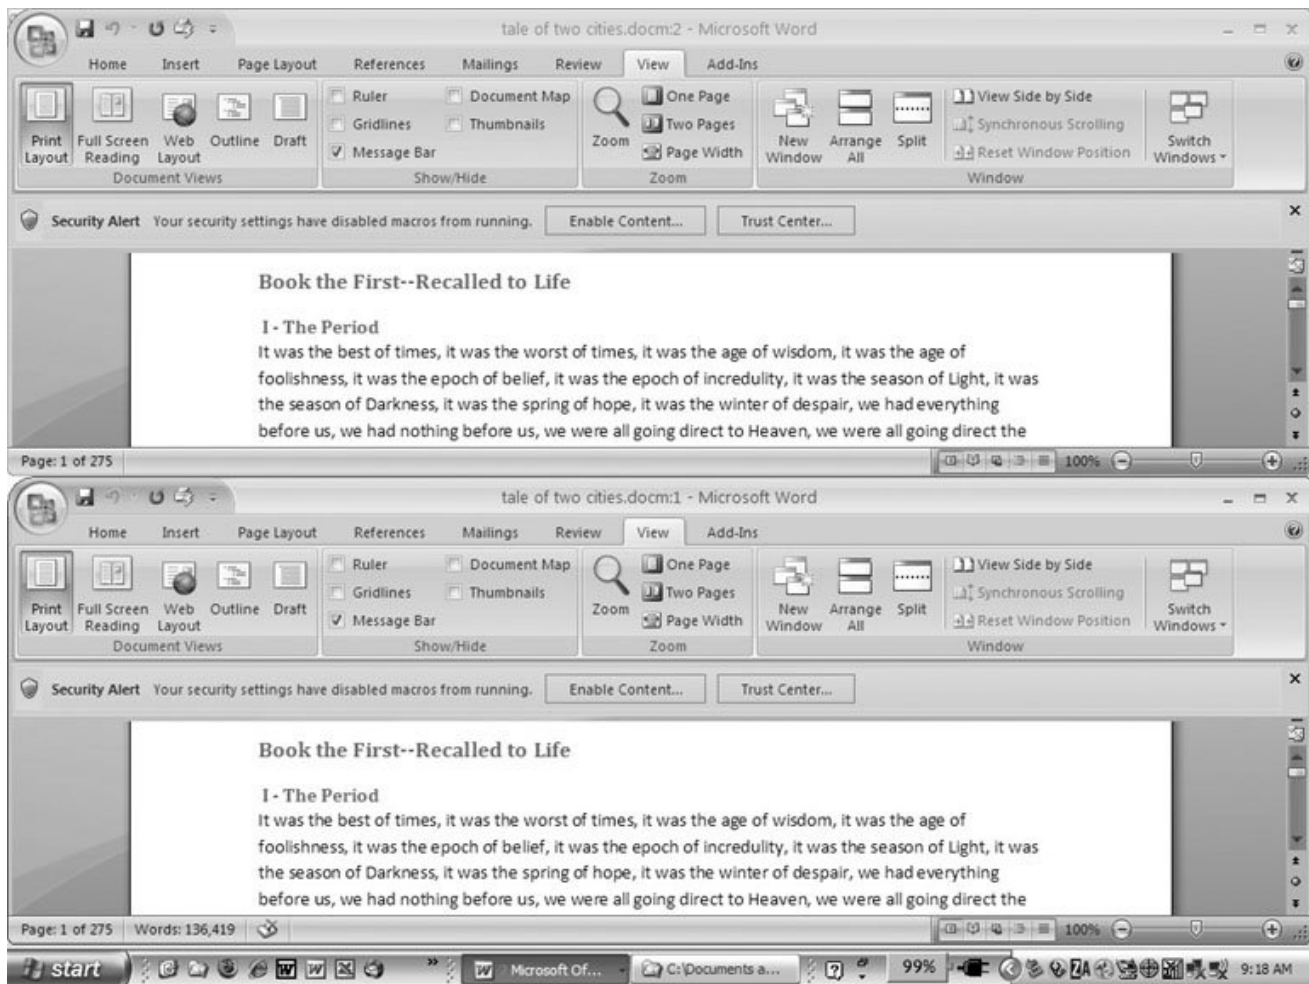 tale of two cities.docm:2 - Microsoft Word
Home Insert Page Layout References Mailings Review View Add-Ins
Ruler Document Map One Page View Side by Side
Gridlines Thumbnails Two Pages Synchronous Scrolling
Print Layout Full Screen Reading Web Layout Outline Draft Message Bar Zoom Page Width New Window Arrange All Split Reset Window Position Switch Windows
Document Views Show/Hide Zoom Window
Security Alert Your security settings have disabled macros from running. Enable Content... Trust Center...
Book the First--Recalled to Life
I - The Period
It was the best of times, it was the worst of times, it was the age of wisdom, it was the age of
foolishness, it was the epoch of belief, it was the epoch of incredulity, it was the season of Light, it was
the season of Darkness, it was the spring of hope, it was the winter of despair, we had everything
before us, we had nothing before us, we were all going direct to Heaven, we were all going direct the
Page: 1 of 275 100%
tale of two cities.docm:1 - Microsoft Word
Home Insert Page Layout References Mailings Review View Add-Ins
Ruler Document Map One Page View Side by Side
Gridlines Thumbnails Two Pages Synchronous Scrolling
Print Layout Full Screen Reading Web Layout Outline Draft Message Bar Zoom Page Width New Window Arrange All Split Reset Window Position Switch Windows
Document Views Show/Hide Zoom Window
Security Alert Your security settings have disabled macros from running. Enable Content... Trust Center...
Book the First--Recalled to Life
I - The Period
It was the best of times, it was the worst of times, it was the age of wisdom, it was the age of
foolishness, it was the epoch of belief, it was the epoch of incredulity, it was the season of Light, it was
the season of Darkness, it was the spring of hope, it was the winter of despair, we had everything
before us, we had nothing before us, we were all going direct to Heaven, we were all going direct the
Page: 1 of 275 Words: 136,419 100%
start Microsoft Of... C:\Documents a... 99% 9:18 AM